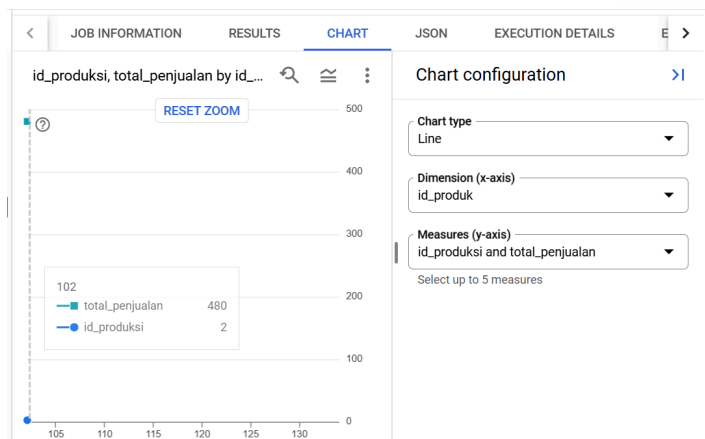 JOB INFORMATION RESULTS CHART JSON EXECUTION DETAILS E
id_produksi, total_penjualan by id_...
RESET ZOOM
500
400
300
200
100
0
102
total_penjualan 480
id_produksi 2
105 110 115 120 125 130
Chart configuration
Chart type
Line
Dimension (x-axis)
id_produk
Measures (y-axis)
id_produksi and total_penjualan
Select up to 5 measures